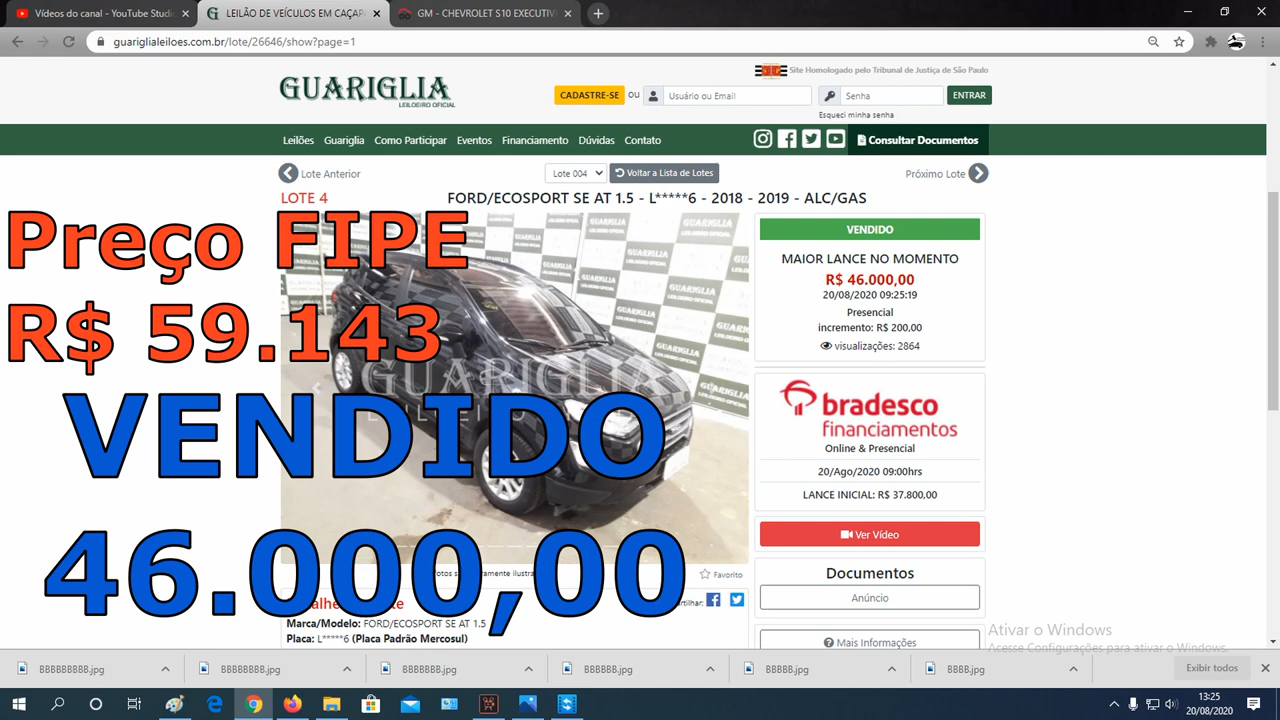 Vídeos do canal - YouTube Studio
LEILÃO DE VEÍCULOS EM CAÇAPA
GM - CHEVROLET S10 EXECUTIV
guariglialeiloes.com.br/lote/26646/show?page=1
GUARIGLIA
LEILOEIRO OFICIAL
Site Homologado pelo Tribunal de Justiça de São Paulo
CADASTRE-SE ou Usuário ou Email Senha ENTRAR
Esqueci minha senha
Leilões Guariglia Como Participar Eventos Financiamento Dúvidas Contato Consultar Documentos
Lote Anterior Lote 004 Voltar a Lista de Lotes Próximo Lote
LOTE 4 FORD/ECOSPORT SE AT 1.5 - L*****6 - 2018 - 2019 - ALC/GAS
Preço FIPE
R$ 59.143
VENDIDO
46.000,00
GUARIGLIA
VENDIDO
MAIOR LANCE NO MOMENTO
R$ 46.000,00
20/08/2020 09:25:19
Presencial
incremento: R$ 200,00
visualizações: 2864
bradesco
financiamentos
Online & Presencial
20/Ago/2020 09:00hrs
LANCE INICIAL: R$ 37.800,00
Ver Vídeo
Favorito
Documentos
Anúncio
Mais Informações
Marca/Modelo: FORD/ECOSPORT SE AT 1.5
Placa: L*****6 (Placa Padrão Mercosul)
Ativar o Windows
Acesse Configurações para ativar o Windows.
BBBBBBBBB.jpg
BBBBBBBB.jpg
BBBBBBB.jpg
BBBBBB.jpg
BBBBB.jpg
BBBB.jpg
Exibir todos
13:25
20/08/2020